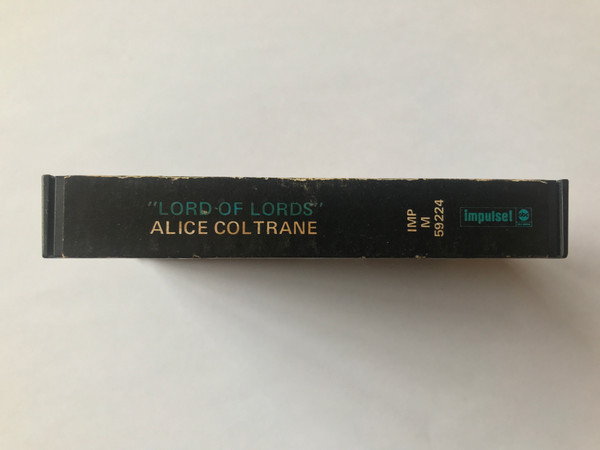 "LORD OF LORDS"
ALICE COLTRANE
IMP
M
59224
impulse!